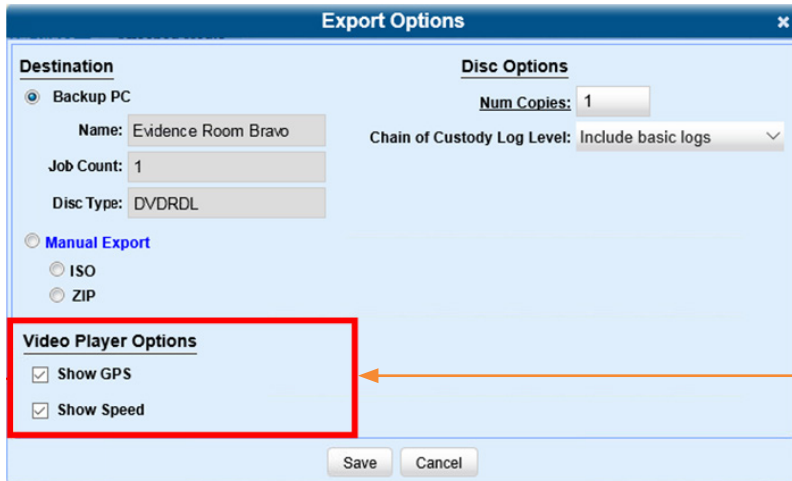 Export Options
Destination
Disc Options
Backup PC
Num Copies: 1
Name: Evidence Room Bravo
Chain of Custody Log Level: Include basic logs
Job Count: 1
Disc Type: DVDRDL
Manual Export
ISO
ZIP
Video Player Options
Show GPS
Show Speed
Save Cancel